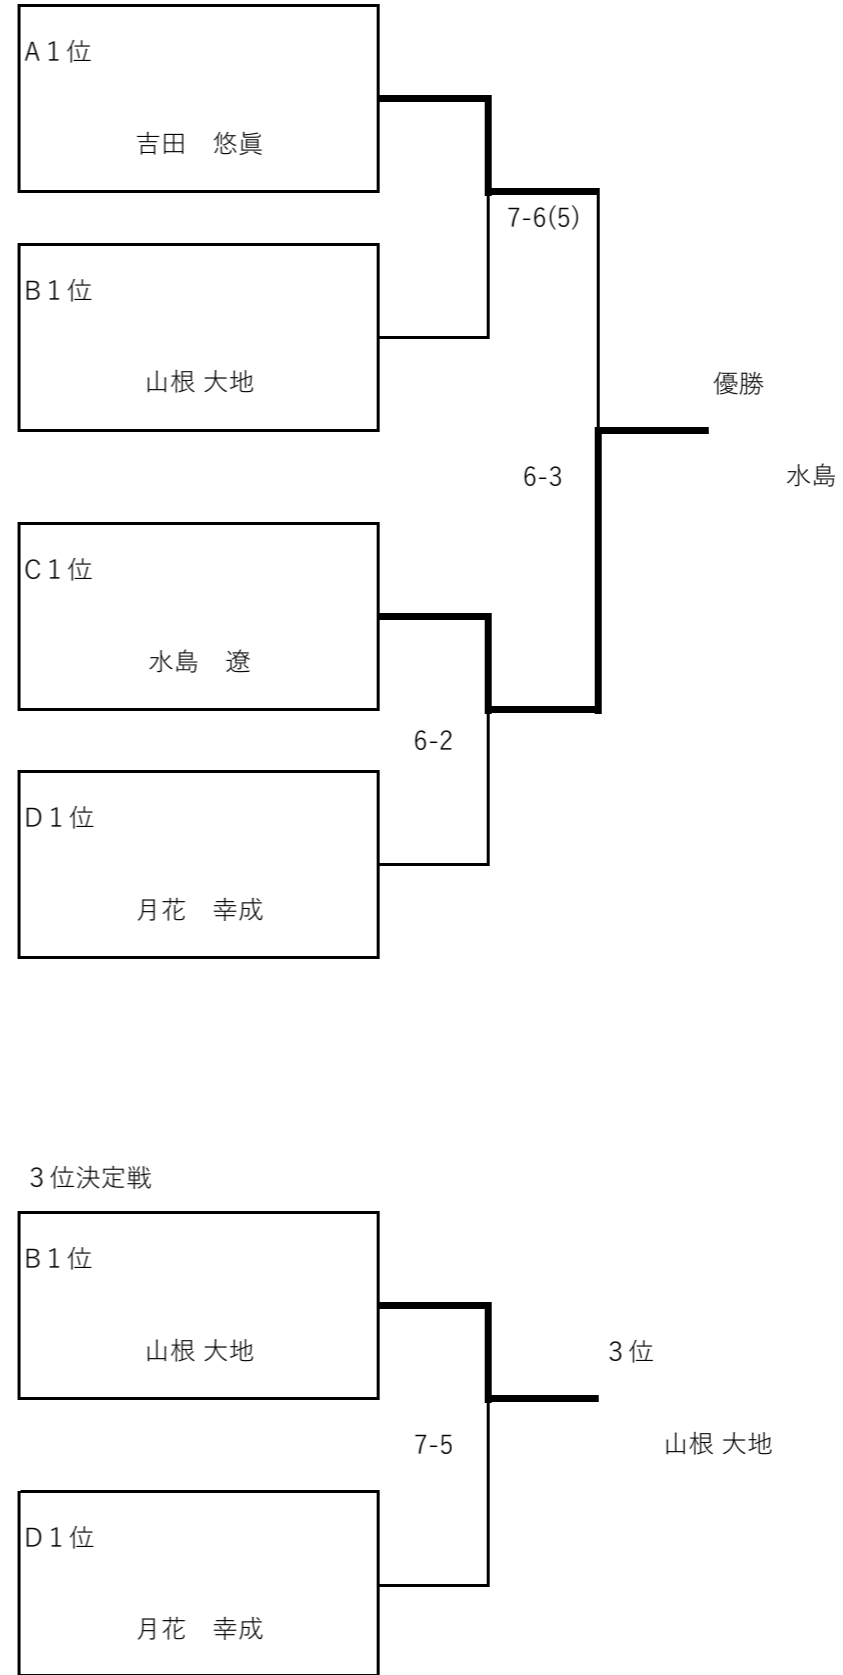 A１位
吉田　悠眞
7-6(5)
B１位
山根 大地
優勝
6-3
水島
C１位
水島　遼
6-2
D１位
月花　幸成
３位決定戦
B１位
山根 大地
３位
7-5
山根 大地
D１位
月花　幸成